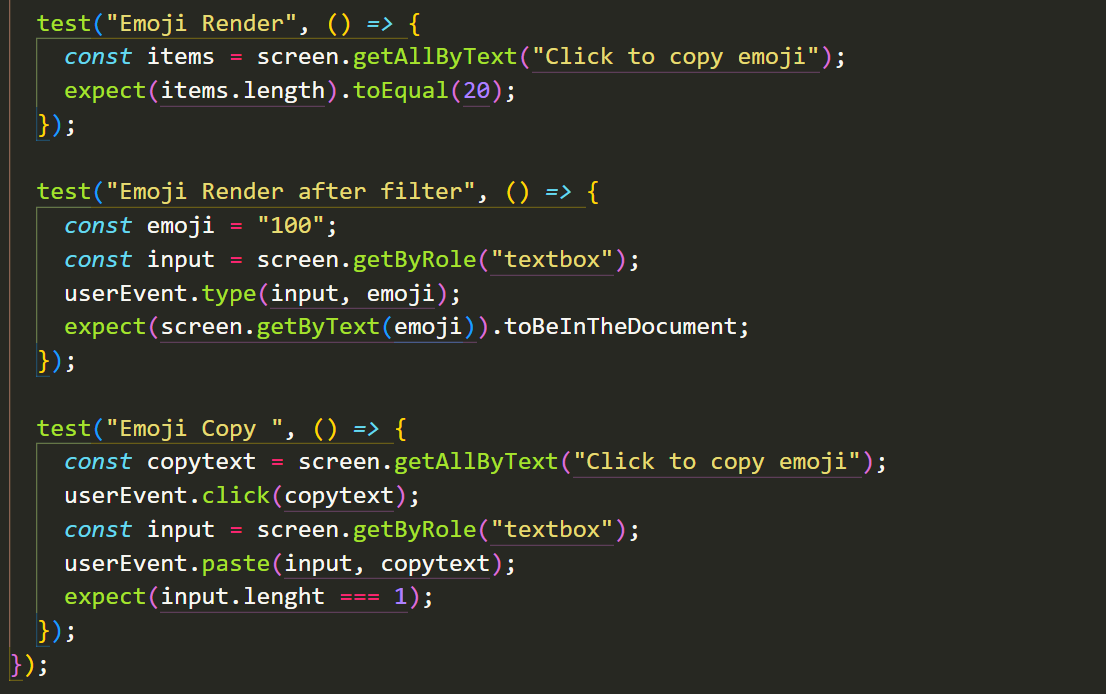 test("Emoji Render", () => {
const items = screen.getAllByText("Click to copy emoji");
expect(items.length).toEqual(20);
});
test("Emoji Render after filter", () => {
const emoji = "100";
const input = screen.getByRole("textbox");
userEvent.type(input, emoji);
expect(screen.getByText(emoji)).toBeInTheDocument;
});
test("Emoji Copy ", () => {
const copytext = screen.getAllByText("Click to copy emoji");
userEvent.click(copytext);
const input = screen.getByRole("textbox");
userEvent.paste(input, copytext);
expect(input.lenght === 1);
});
});